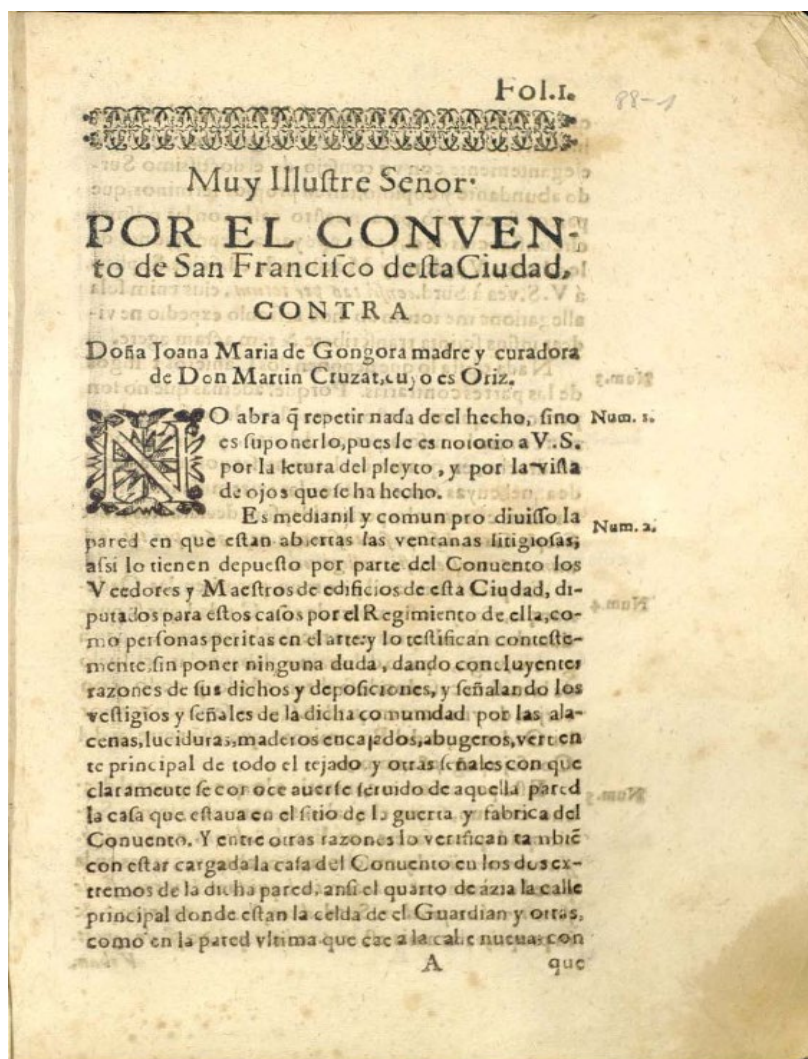 Fol.1.
88-1
Muy Illuſtre Senor.
POR EL CONVEN-
to de San Franciſco deſta Ciudad,
CONTRA
Doña Joana Maria de Gongora madre y curadora
de Don Martin Cruzat, cuyo es Oriz.
NO abra q̃ repetir nada de el hecho, ſino Num. 1.
es ſuponerlo, pues le es notorio a V.S.
por la letura del pleyto, y por la viſta
de ojos que ſe ha hecho.
Es medianil y comun pro diuiſſo la Num. 2.
pared en que eſtan abiertas las ventanas litigioſas;
aſsi lo tienen depueſto por parte del Conuento los
Veedores y Maeſtros de edificios de eſta Ciudad, di-
putados para eſtos caſos por el Regimiento de ella, co-
mo perſonas peritas en el arte: y lo teſtifican conteſte-
mente, ſin poner ninguna duda, dando concluyentes
razones de ſus dichos y depoſiciones, y ſeñalando los
veſtigios y ſeñales de la dicha comunidad por las ala-
cenas, luciduras, maderos encajados, abugeros, vertien
te principal de todo el tejado y otras ſeñales con que
claramente ſe conoce auerſe ſeruido de aquella pared
la caſa que eſtaua en el ſitio de la guerta y fabrica del
Conuento. Y entre otras razones lo verifican tambiẽ
con eſtar cargada la caſa del Conuento en los dos ex-
tremos de la dicha pared, anſi el quarto de azia la calle
principal donde eſtan la celda de el Guardian y otras,
como en la pared vltima que cae a la calle nueua: con
A que